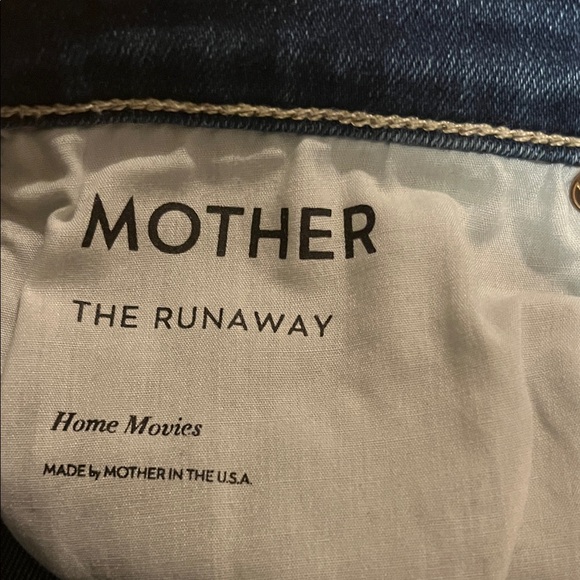 MOTHER
THE RUNAWAY
Home Movies
MADE by MOTHER IN THE U.S.A.